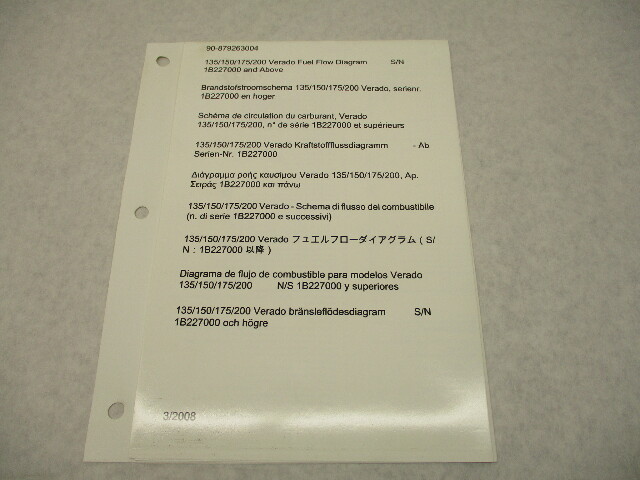 90-879263004
135/150/175/200 Verado Fuel Flow Diagram S/N
1B227000 and Above
Brandstofstroomschema 135/150/175/200 Verado, serienr.
1B227000 en hoger
Schéma de circulation du carburant, Verado
135/150/175/200, n° de série 1B227000 et supérieurs
135/150/175/200 Verado Kraftstoffflussdiagramm - Ab
Serien-Nr. 1B227000
Διάγραμμα ροής καυσίμου Verado 135/150/175/200, Αρ.
Σειράς 1B227000 και πάνω
135/150/175/200 Verado - Schema di flusso del combustibile
(n. di serie 1B227000 e successivi)
135/150/175/200 Verado フュエルフローダイアグラム ( S/
N : 1B227000 以降 )
Diagrama de flujo de combustible para modelos Verado
135/150/175/200 N/S 1B227000 y superiores
135/150/175/200 Verado bränsleflödesdiagram S/N
1B227000 och högre
3/2008